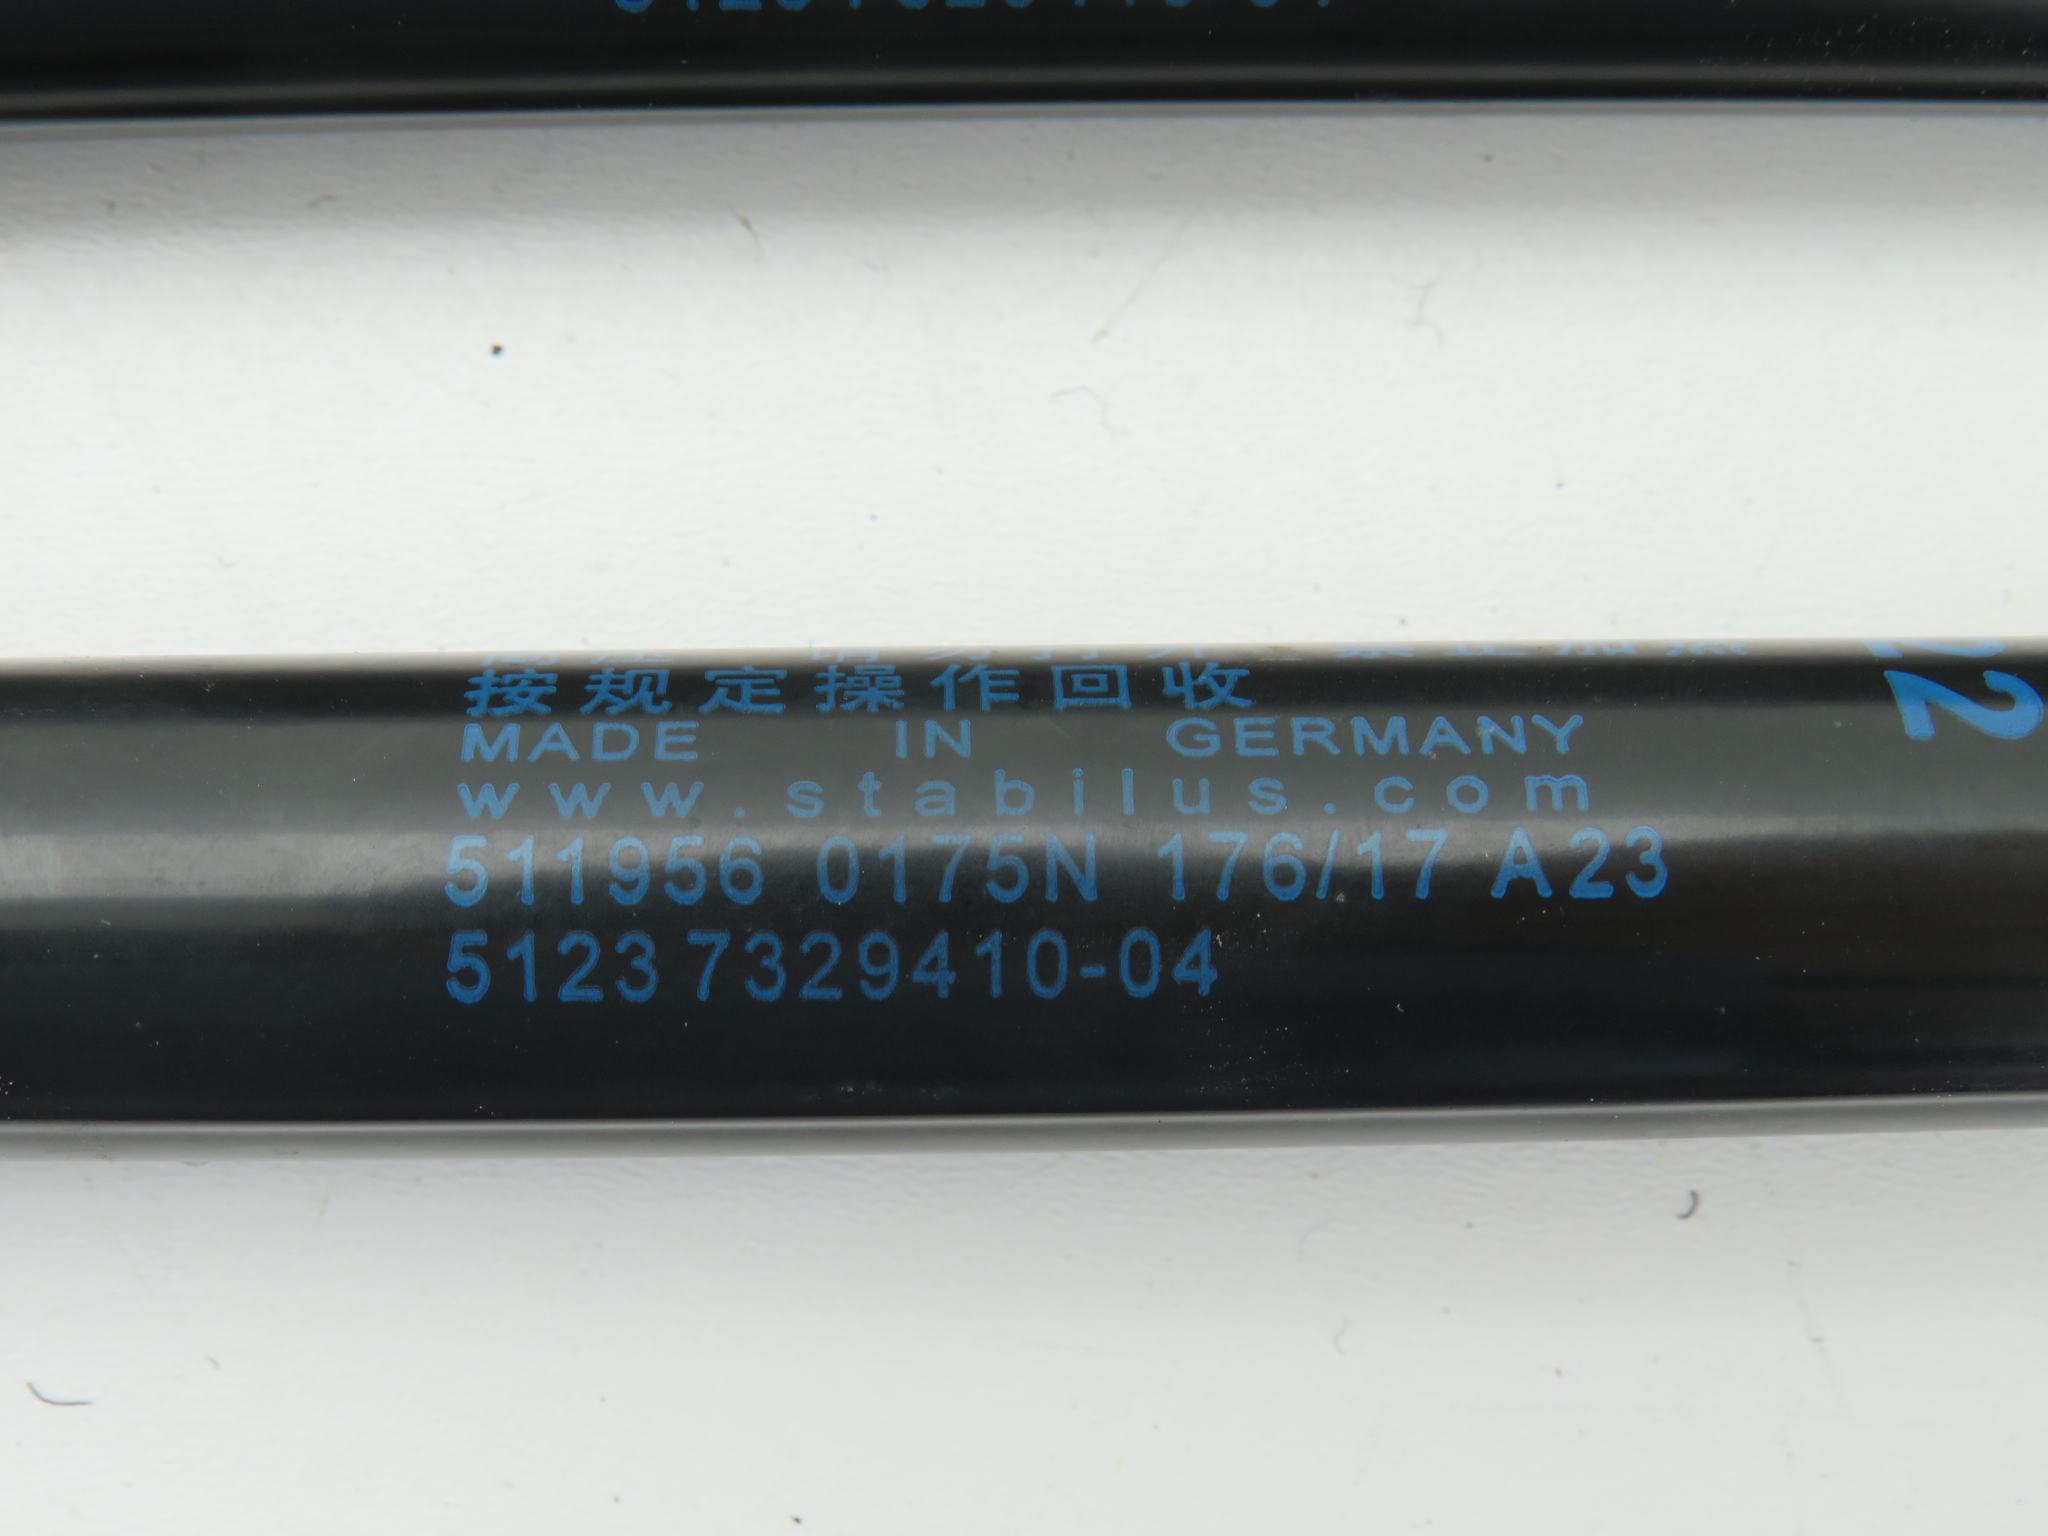 按规定操作回收
MADE IN GERMANY
www.stabilus.com
511956 0175N 176/17 A23
5123 7329410-04
22